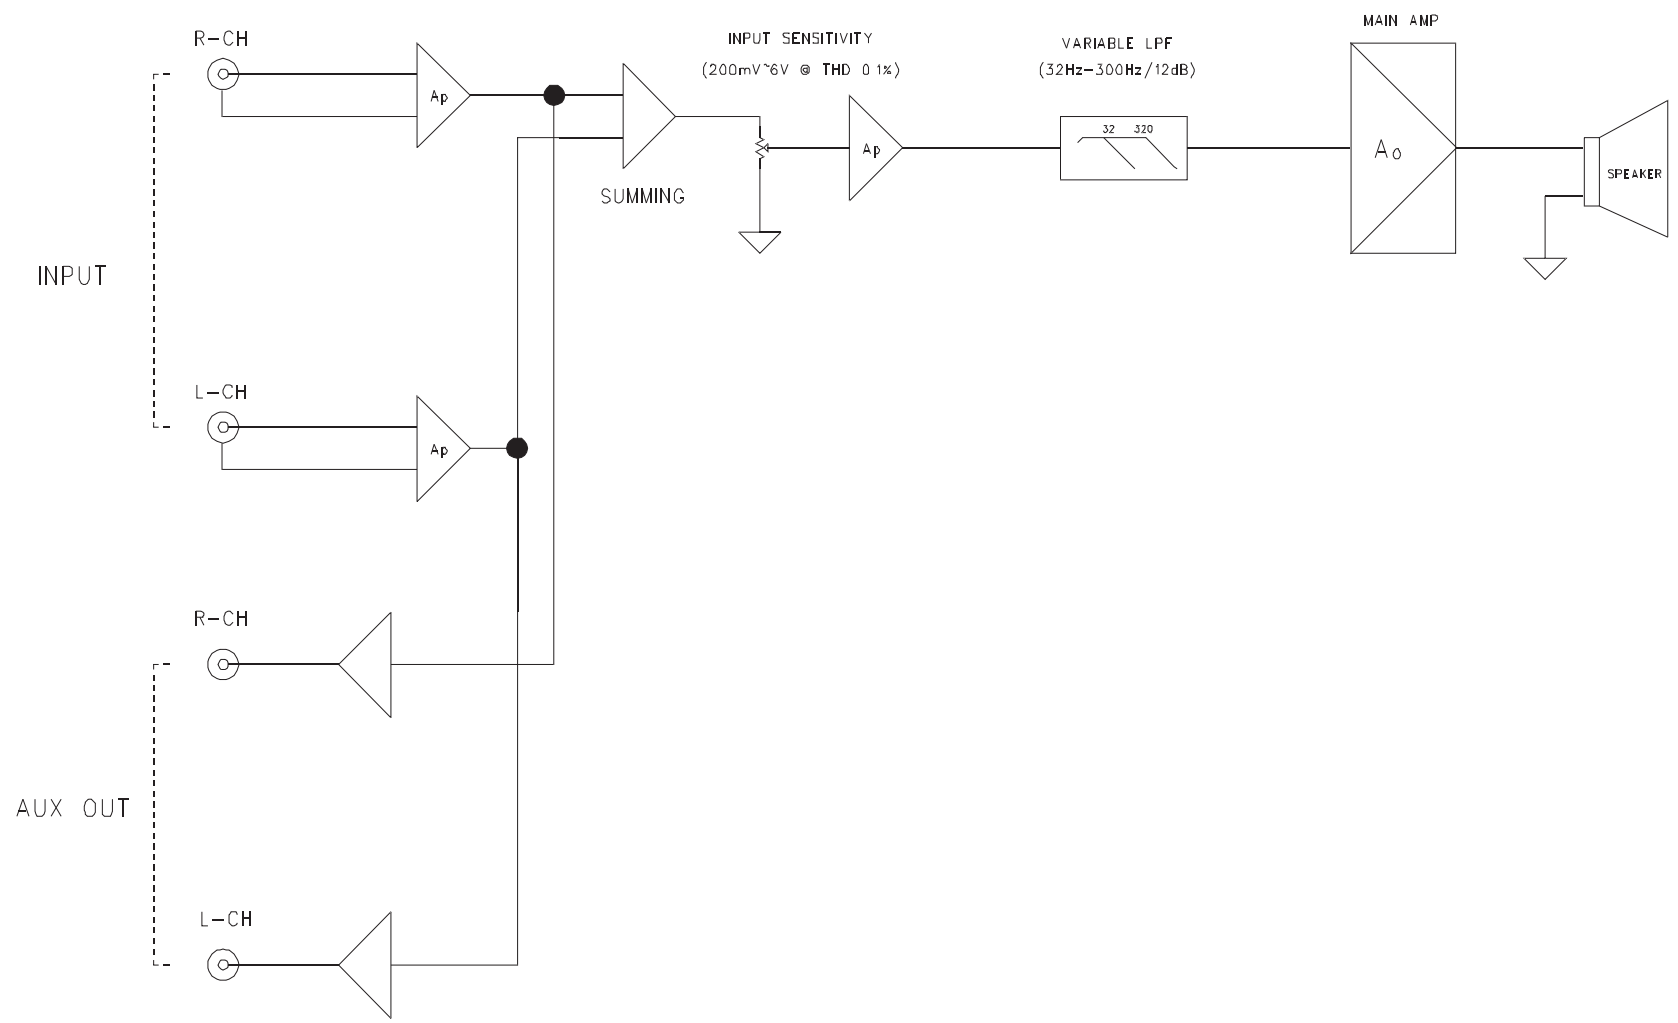 MAIN AMP
R-CH
INPUT SENSITIVITY
(200mV~6V @ THD 0 1%)
VARIABLE LPF
(32Hz-300Hz/12dB)
Ap
32 320
Ap
Ao
SPEAKER
SUMMING
INPUT
L-CH
Ap
R-CH
AUX OUT
L-CH